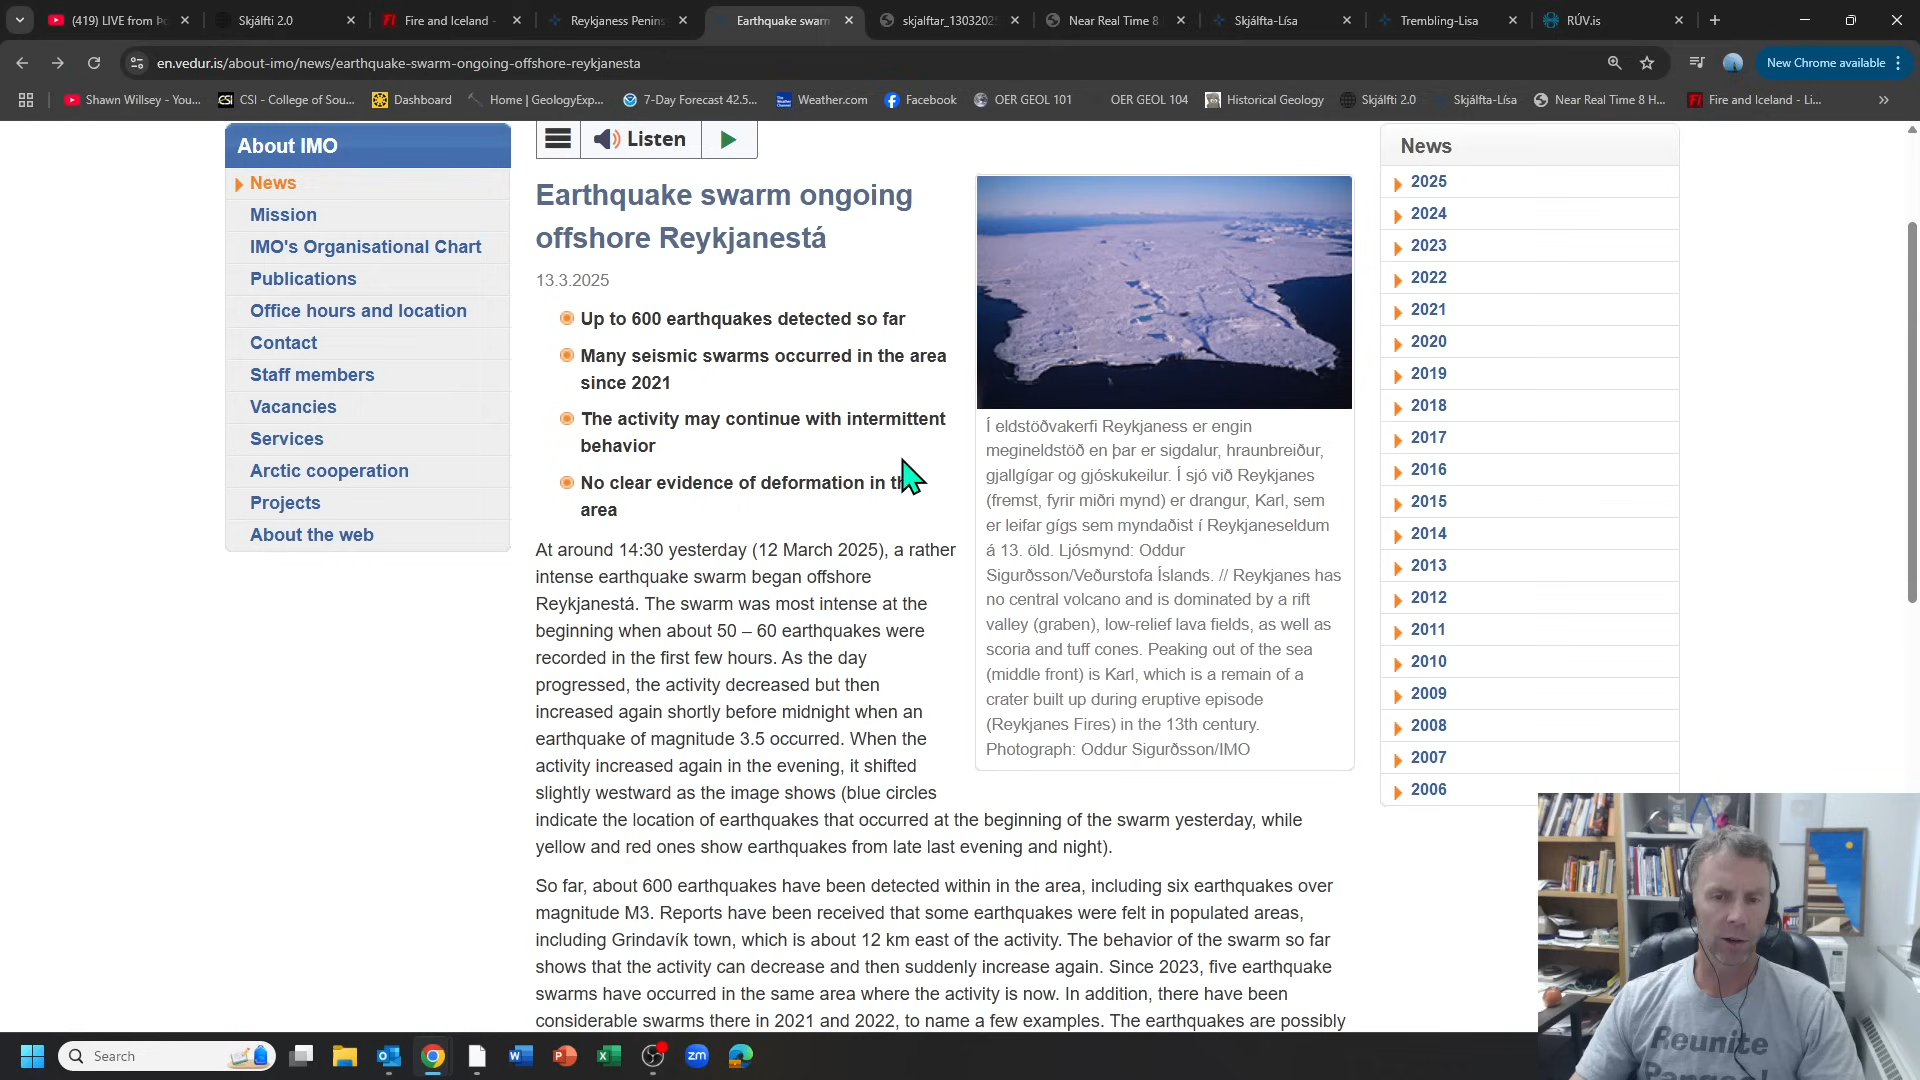 (419) LIVE from Þ
Skjálfti 2.0
Fire and Iceland -
Reykjaness Penins
Earthquake swarm
skjalftar_1303202
Near Real Time 8
Skjálfta-Lísa
Trembling-Lisa
RÚV.is
en.vedur.is/about-imo/news/earthquake-swarm-ongoing-offshore-reykjanesta
New Chrome available
Shawn Willsey - You...
CSI - College of Sou...
Dashboard
Home | GeologyExp...
7-Day Forecast 42.5...
Weather.com
Facebook
OER GEOL 101
OER GEOL 104
Historical Geology
Skjálfti 2.0
Skjálfta-Lísa
Near Real Time 8 H...
Fire and Iceland - Li...
About IMO
News
Mission
IMO's Organisational Chart
Publications
Office hours and location
Contact
Staff members
Vacancies
Services
Arctic cooperation
Projects
About the web
Listen
Earthquake swarm ongoing
offshore Reykjanestá
13.3.2025
Up to 600 earthquakes detected so far
Many seismic swarms occurred in the area
since 2021
The activity may continue with intermittent
behavior
No clear evidence of deformation in
area
At around 14:30 yesterday (12 March 2025), a rather
intense earthquake swarm began offshore
Reykjanestá. The swarm was most intense at the
beginning when about 50 – 60 earthquakes were
recorded in the first few hours. As the day
progressed, the activity decreased but then
increased again shortly before midnight when an
earthquake of magnitude 3.5 occurred. When the
activity increased again in the evening, it shifted
slightly westward as the image shows (blue circles
indicate the location of earthquakes that occurred at the beginning of the swarm yesterday, while
yellow and red ones show earthquakes from late last evening and night).
So far, about 600 earthquakes have been detected within in the area, including six earthquakes over
magnitude M3. Reports have been received that some earthquakes were felt in populated areas,
including Grindavík town, which is about 12 km east of the activity. The behavior of the swarm so far
shows that the activity can decrease and then suddenly increase again. Since 2023, five earthquake
swarms have occurred in the same area where the activity is now. In addition, there have been
considerable swarms there in 2021 and 2022, to name a few examples. The earthquakes are possibly
Í eldstöðvakerfi Reykjaness er engin
megineldstöð en þar er sigdalur, hraunbreiður,
gjallgígar og gjóskukeilur. Í sjó við Reykjanes
(fremst, fyrir miðri mynd) er drangur, Karl, sem
er leifar gígs sem myndaðist í Reykjaneseldum
á 13. öld. Ljósmynd: Oddur
Sigurðsson/Veðurstofa Íslands. // Reykjanes has
no central volcano and is dominated by a rift
valley (graben), low-relief lava fields, as well as
scoria and tuff cones. Peaking out of the sea
(middle front) is Karl, which is a remain of a
crater built up during eruptive episode
(Reykjanes Fires) in the 13th century.
Photograph: Oddur Sigurðsson/IMO
News
2025
2024
2023
2022
2021
2020
2019
2018
2017
2016
2015
2014
2013
2012
2011
2010
2009
2008
2007
2006
Reunite
Search
zm